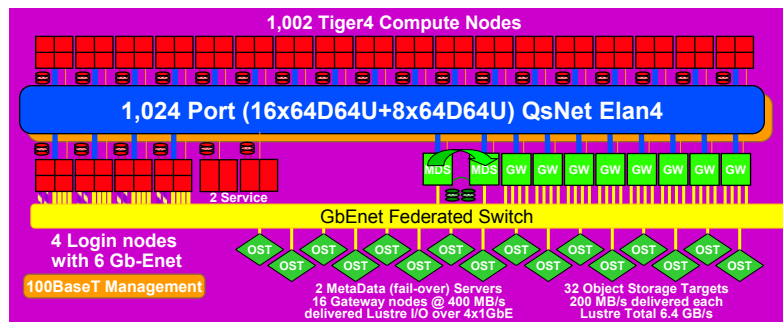 1,002 Tiger4 Compute Nodes
1,024 Port (16x64D64U+8x64D64U) QsNet Elan4
MDS MDS GW GW GW GW GW GW GW GW
2 Service
GbEnet Federated Switch
4 Login nodes
with 6 Gb-Enet
OST OST OST OST OST OST OST OST
OST OST OST OST OST OST OST OST
100BaseT Management
2 MetaData (fail-over) Servers
16 Gateway nodes @ 400 MB/s
delivered Lustre I/O over 4x1GbE
32 Object Storage Targets
200 MB/s delivered each
Lustre Total 6.4 GB/s